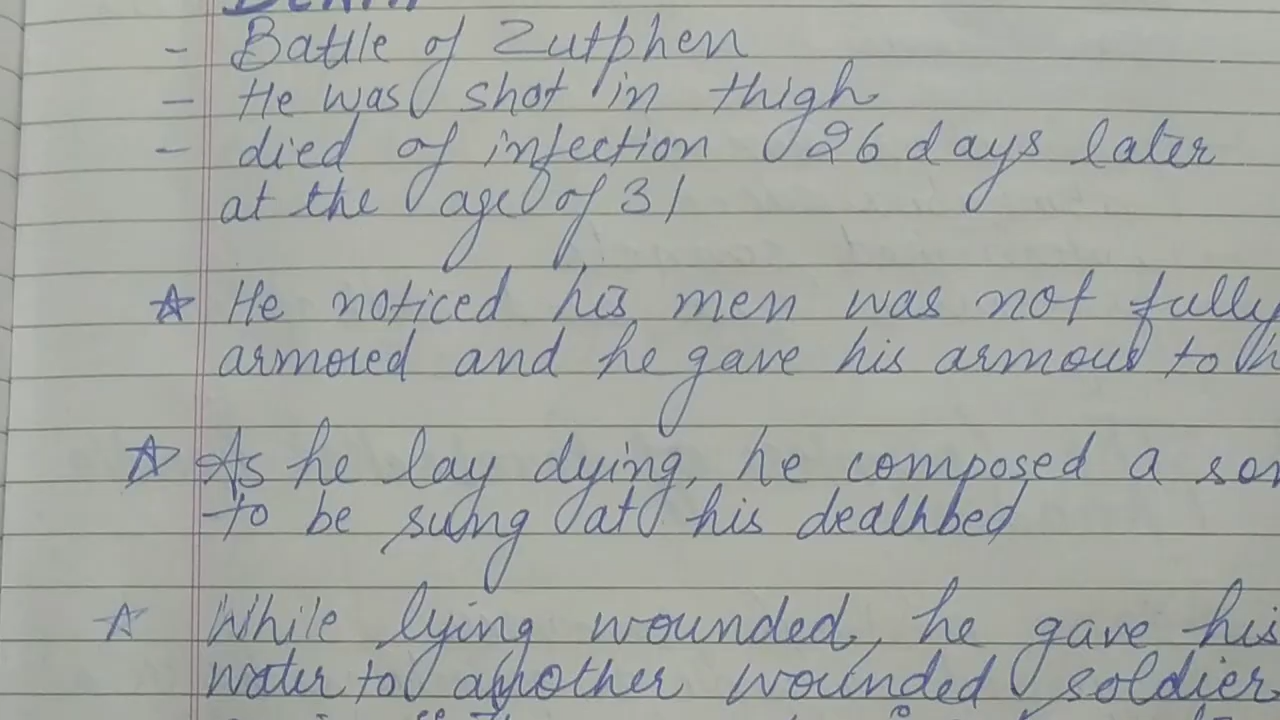 Death
- Battle of Zutphen
- He was shot in thigh
- died of infection 26 days later
at the age of 31
☆ He noticed his men was not fully
armored and he gave his armour to h
☆ As he lay dying, he composed a son
to be sung at his deathbed
☆ While lying wounded, he gave his
water to another wounded soldier